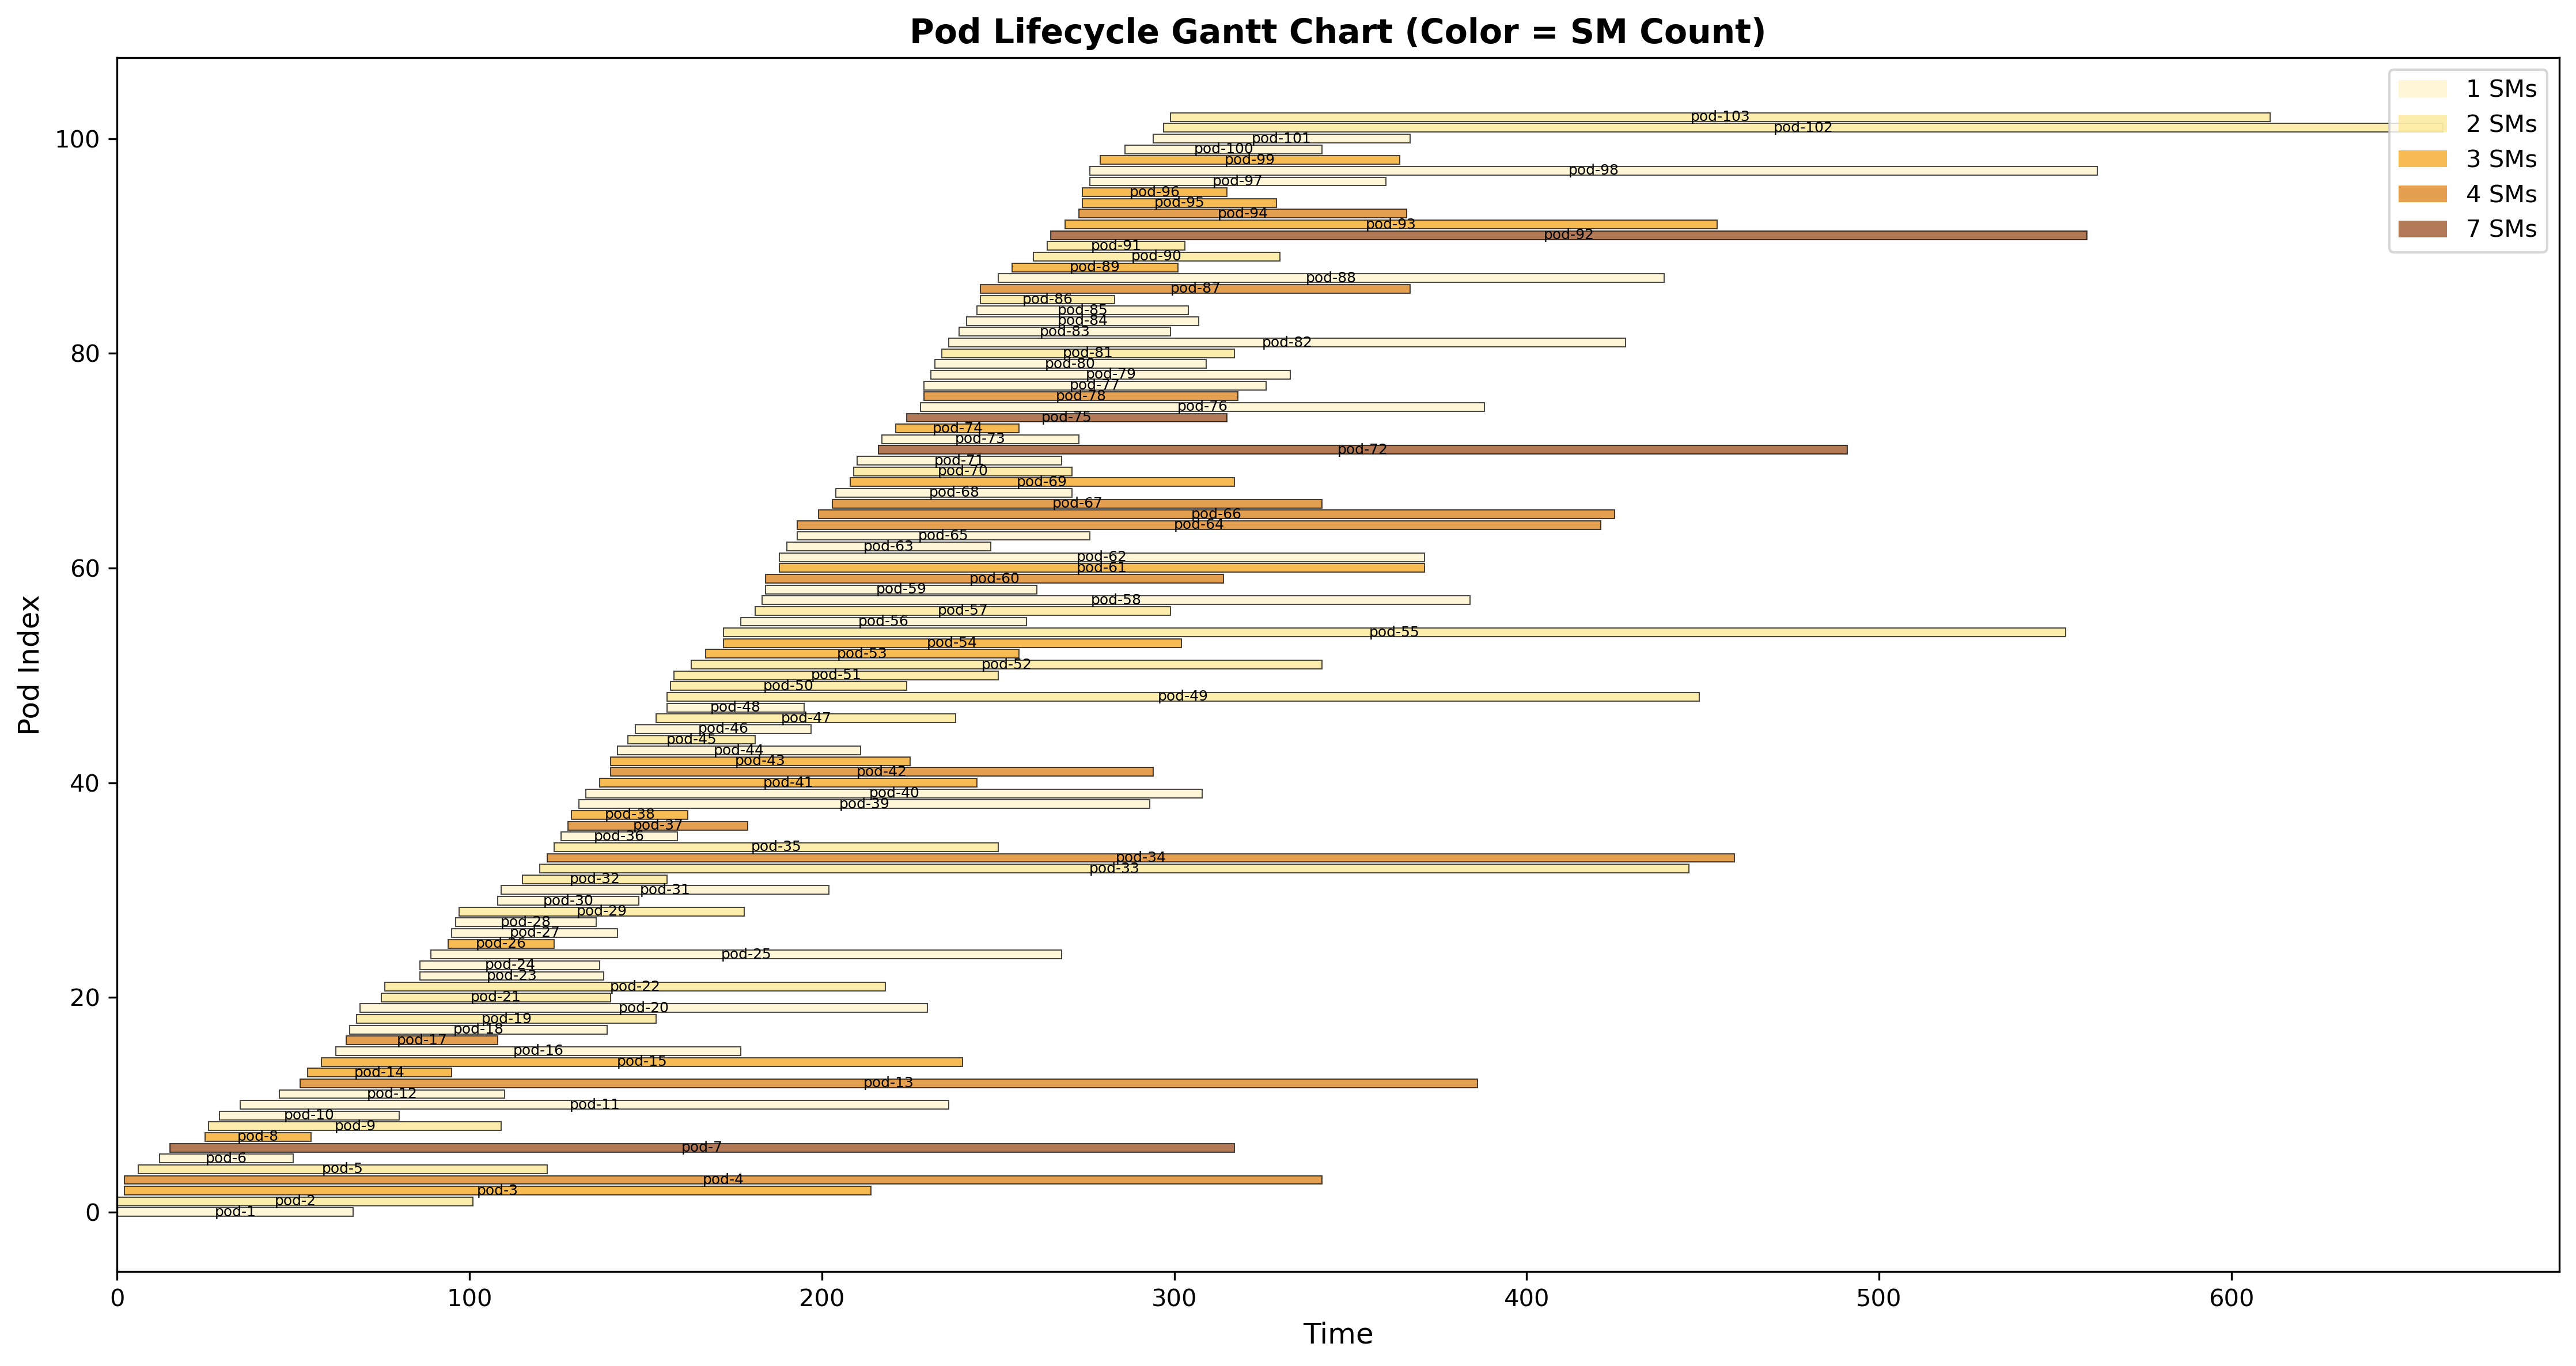 Pod Lifecycle Gantt Chart (Color = SM Count)
1 SMs
2 SMs
3 SMs
4 SMs
7 SMs
Pod Index
100
80
60
40
20
0
pod-103
pod-102
pod-101
pod-100
pod-99
pod-98
pod-97
pod-96
pod-95
pod-94
pod-93
pod-92
pod-91
pod-90
pod-89
pod-88
pod-87
pod-86
pod-85
pod-84
pod-83
pod-82
pod-81
pod-80
pod-79
pod-77
pod-78
pod-76
pod-75
pod-74
pod-73
pod-72
pod-71
pod-70
pod-69
pod-68
pod-67
pod-66
pod-64
pod-65
pod-63
pod-62
pod-61
pod-60
pod-59
pod-58
pod-57
pod-56
pod-55
pod-54
pod-53
pod-52
pod-51
pod-50
pod-49
pod-48
pod-47
pod-46
pod-45
pod-44
pod-43
pod-42
pod-41
pod-40
pod-39
pod-38
pod-37
pod-36
pod-35
pod-34
pod-33
pod-32
pod-31
pod-30
pod-29
pod-28
pod-27
pod-26
pod-25
pod-24
pod-23
pod-22
pod-21
pod-20
pod-19
pod-18
pod-17
pod-16
pod-15
pod-14
pod-13
pod-12
pod-11
pod-10
pod-9
pod-8
pod-7
pod-6
pod-5
pod-4
pod-3
pod-2
pod-1
0 100 200 300 400 500 600
Time